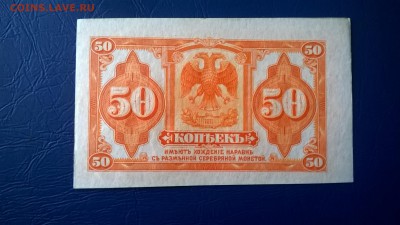 COINS.LAVE.RU
50 50
50 50
КОПѢЕКЪ
ИМѢЮТЪ ХОЖДЕНІЕ НАРАВНѢ
СЪ РАЗМѢННОЙ СЕРЕБРЯНОЙ МОНЕТОЙ.
50 50